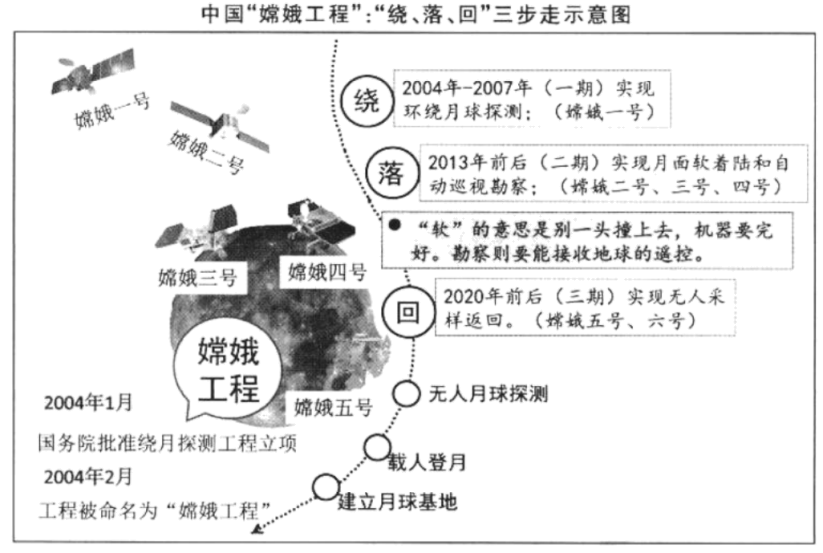 中国“嫦娥工程”:“绕、落、回”三步走示意图
嫦娥一号
嫦娥二号
绕
2004年-2007年（一期）实现
环绕月球探测；（嫦娥一号）
落
2013年前后（二期）实现月面软着陆和自
动巡视勘察；（嫦娥二号、三号、四号）
“软”的意思是别一头撞上去，机器要完
好。勘察则要能接收地球的遥控。
嫦娥三号
嫦娥四号
回
2020年前后（三期）实现无人采
样返回。（嫦娥五号、六号）
嫦娥
工程
嫦娥五号
无人月球探测
载人登月
建立月球基地
2004年1月
国务院批准绕月探测工程立项
2004年2月
工程被命名为“嫦娥工程”